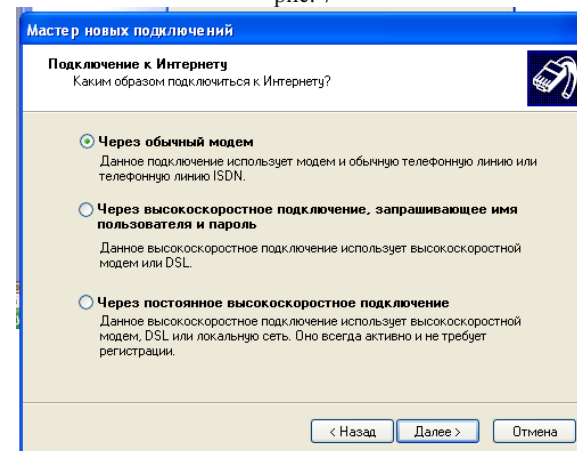 Мастер новых подключений
Подключение к Интернету
Каким образом подключиться к Интернету?
Через обычный модем
Данное подключение использует модем и обычную телефонную линию или
телефонную линию ISDN.
Через высокоскоростное подключение, запрашивающее имя
пользователя и пароль
Данное высокоскоростное подключение использует высокоскоростной
модем или DSL.
Через постоянное высокоскоростное подключение
Данное высокоскоростное подключение использует высокоскоростной
модем, DSL или локальную сеть. Оно всегда активно и не требует
регистрации.
< Назад Далее > Отмена